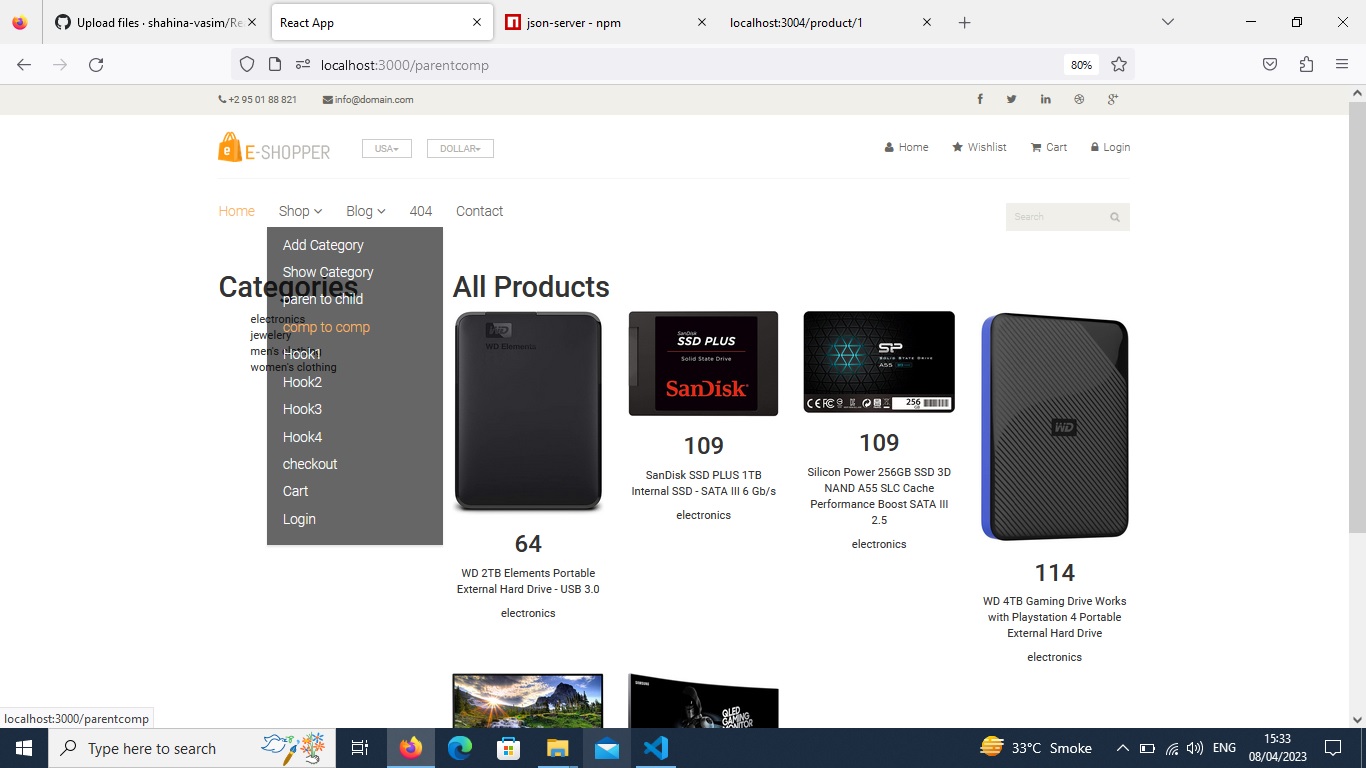 Upload files · shahina-vasim/Re
React App
json-server - npm
localhost:3004/product/1
localhost:3000/parentcomp
80%
+2 95 01 88 821
info@domain.com
E-SHOPPER
USA
DOLLAR
Home
Wishlist
Cart
Login
Home
Shop
Blog
404
Contact
Search
Add Category
Show Category
paren to child
comp to comp
Hook1
Hook2
Hook3
Hook4
checkout
Cart
Login
Categories
electronics
jewelery
men's clothing
women's clothing
All Products
WD
WD Elements
64
WD 2TB Elements Portable
External Hard Drive - USB 3.0
electronics
SanDisk
SSD PLUS
Solid State Drive
SanDisk
109
SanDisk SSD PLUS 1TB
Internal SSD - SATA III 6 Gb/s
electronics
SP
SOLID STATE DRIVE
A55
256
GB
109
Silicon Power 256GB SSD 3D
NAND A55 SLC Cache
Performance Boost SATA III
2.5
electronics
WD
114
WD 4TB Gaming Drive Works
with Playstation 4 Portable
External Hard Drive
electronics
SAMSUNG
QLED
GAMING
MONITOR
localhost:3000/parentcomp
Type here to search
33°C Smoke
ENG
15:33
08/04/2023